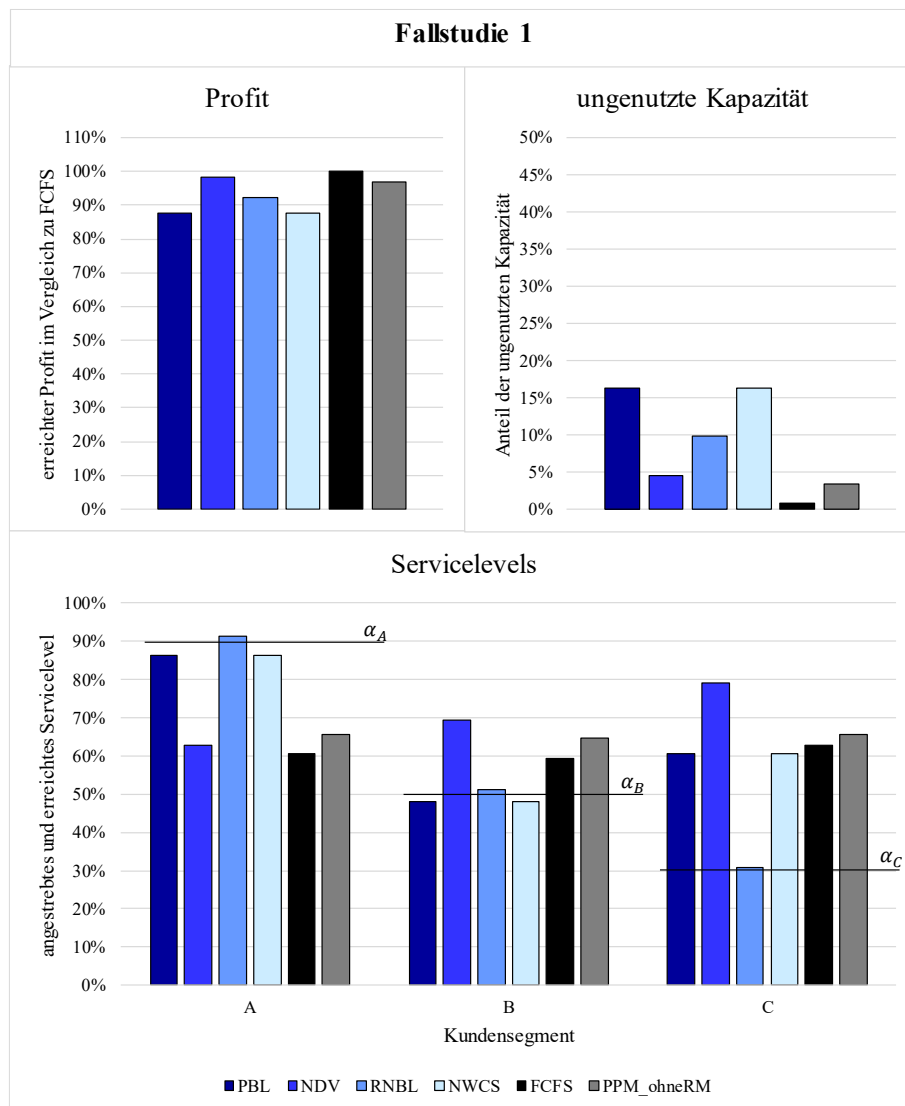 Fallstudie 1
Profit
erreichter Profit im Vergleich zu FCFS
110%
100%
90%
80%
70%
60%
50%
40%
30%
20%
10%
0%
ungenutzte Kapazität
Anteil der ungenutzten Kapazität
50%
45%
40%
35%
30%
25%
20%
15%
10%
5%
0%
Servicelevels
angestrebtes und erreichtes Servicelevel
100%
90%
80%
70%
60%
50%
40%
30%
20%
10%
0%
α_A
α_B
α_C
A B C
Kundensegment
PBL NDV RNBL NWCS FCFS PPM_ohneRM